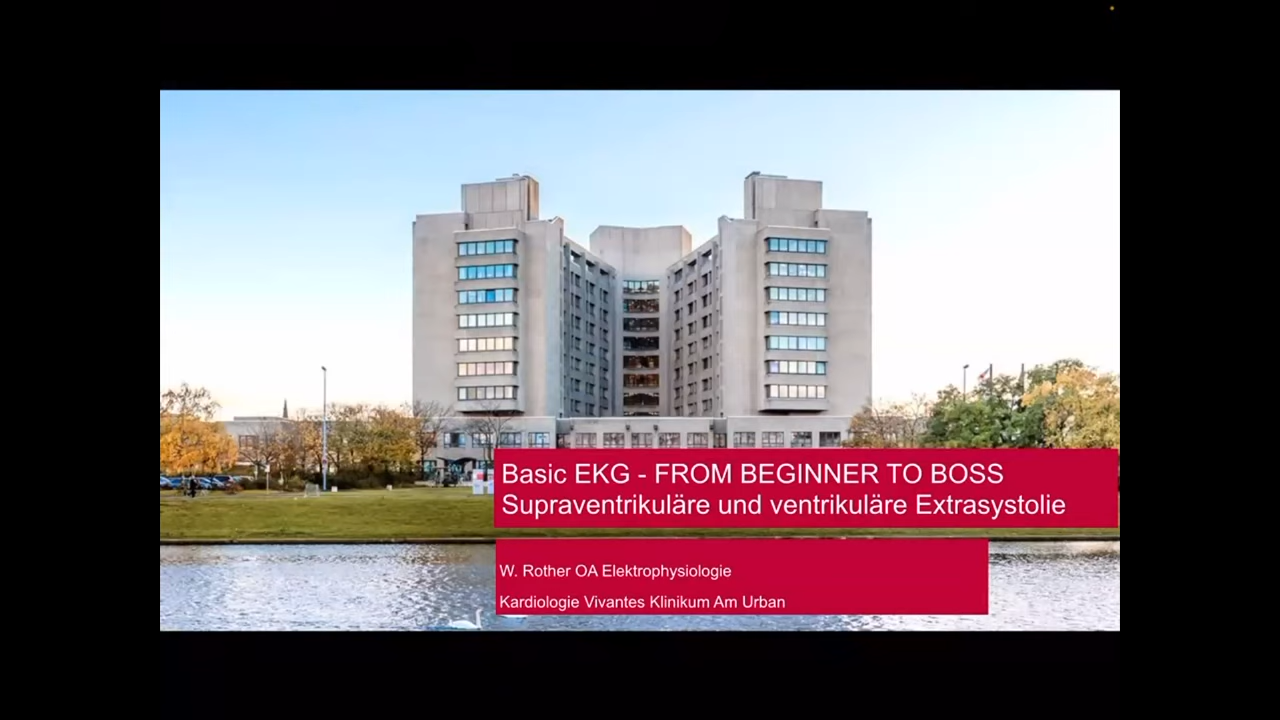 Basic EKG - FROM BEGINNER TO BOSS
Supraventrikuläre und ventrikuläre Extrasystolie
W. Rother OA Elektrophysiologie
Kardiologie Vivantes Klinikum Am Urban